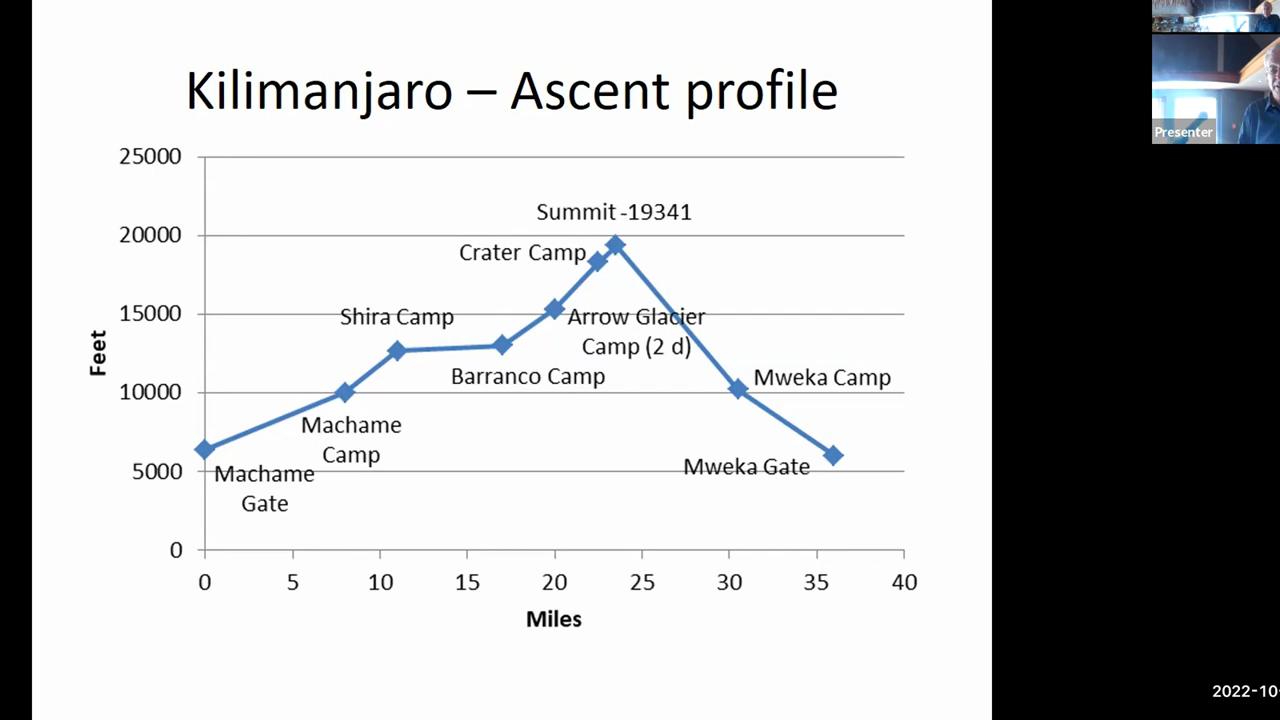 Kilimanjaro – Ascent profile
Presenter
25000
20000
15000
10000
5000
0
Feet
Summit -19341
Crater Camp
Shira Camp
Arrow Glacier
Camp (2 d)
Barranco Camp
Mweka Camp
Machame
Camp
Mweka Gate
Machame
Gate
0 5 10 15 20 25 30 35 40
Miles
2022-10-